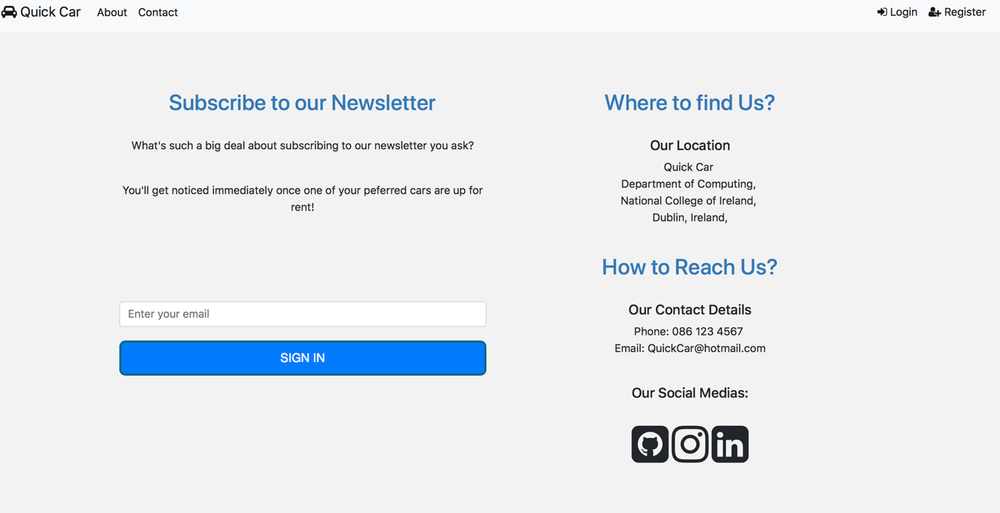 Quick Car About Contact Login Register
Subscribe to our Newsletter
What's such a big deal about subscribing to our newsletter you ask?
You'll get noticed immediately once one of your peferred cars are up for
rent!
Enter your email
SIGN IN
Where to find Us?
Our Location
Quick Car
Department of Computing,
National College of Ireland,
Dublin, Ireland,
How to Reach Us?
Our Contact Details
Phone: 086 123 4567
Email: QuickCar@hotmail.com
Our Social Medias:
in